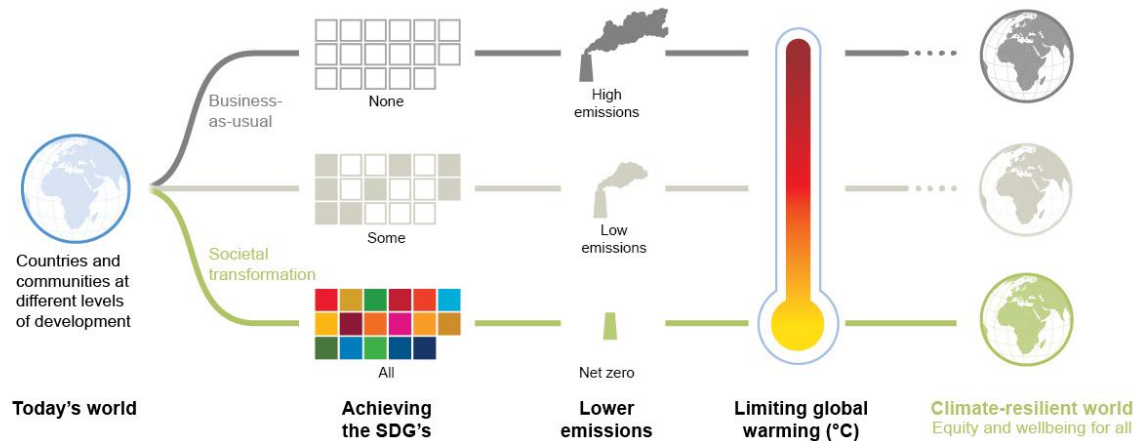 None
High
emissions
Business-
as-usual
Some
Low
emissions
Societal
transformation
Countries and
communities at
different levels
of development
All
Net zero
Today's world
Achieving
the SDG's
Lower
emissions
Limiting global
warming (°C)
Climate-resilient world
Equity and wellbeing for all